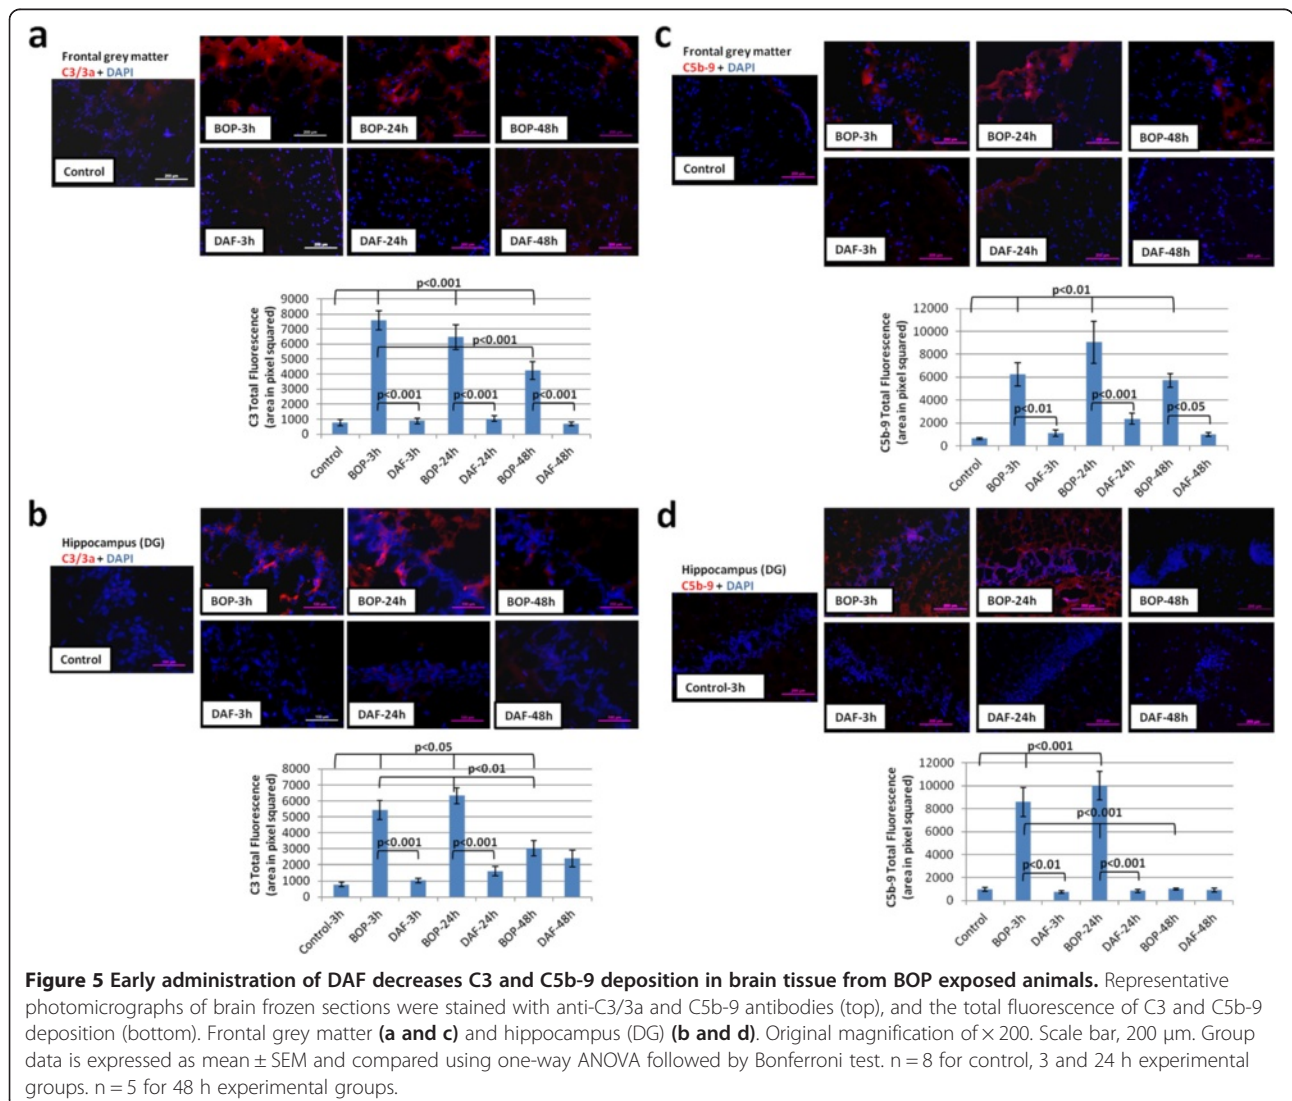 a
Frontal grey matter
C3/3a + DAPI
Control
BOP-3h
BOP-24h
BOP-48h
DAF-3h
DAF-24h
DAF-48h
C3 Total Fluorescence
(area in pixel squared)
9000
8000
7000
6000
5000
4000
3000
2000
1000
0
p<0.001
p<0.001
p<0.001
p<0.001
p<0.001
Control
BOP-3h
DAF-3h
BOP-24h
DAF-24h
BOP-48h
DAF-48h
b
Hippocampus (DG)
C3/3a + DAPI
Control
BOP-3h
BOP-24h
BOP-48h
DAF-3h
DAF-24h
DAF-48h
C3 Total Fluorescence
(area in pixel squared)
8000
7000
6000
5000
4000
3000
2000
1000
0
p<0.05
p<0.01
p<0.001
p<0.001
Control-3h
BOP-3h
DAF-3h
BOP-24h
DAF-24h
BOP-48h
DAF-48h
c
Frontal grey matter
C5b-9 + DAPI
Control
BOP-3h
BOP-24h
BOP-48h
DAF-3h
DAF-24h
DAF-48h
C5b-9 Total Fluorescence
(area in pixel squared)
12000
10000
8000
6000
4000
2000
0
p<0.01
p<0.01
p<0.001
p<0.05
Control
BOP-3h
DAF-3h
BOP-24h
DAF-24h
BOP-48h
DAF-48h
d
Hippocampus (DG)
C5b-9 + DAPI
Control-3h
BOP-3h
BOP-24h
BOP-48h
DAF-3h
DAF-24h
DAF-48h
C5b-9 Total Fluorescence
(area in pixel squared)
12000
10000
8000
6000
4000
2000
0
p<0.001
p<0.001
p<0.01
p<0.001
Control
BOP-3h
DAF-3h
BOP-24h
DAF-24h
BOP-48h
DAF-48h
Figure 5 Early administration of DAF decreases C3 and C5b-9 deposition in brain tissue from BOP exposed animals. Representative
photomicrographs of brain frozen sections were stained with anti-C3/3a and C5b-9 antibodies (top), and the total fluorescence of C3 and C5b-9
deposition (bottom). Frontal grey matter (a and c) and hippocampus (DG) (b and d). Original magnification of × 200. Scale bar, 200 μm. Group
data is expressed as mean ± SEM and compared using one-way ANOVA followed by Bonferroni test. n = 8 for control, 3 and 24 h experimental
groups. n = 5 for 48 h experimental groups.